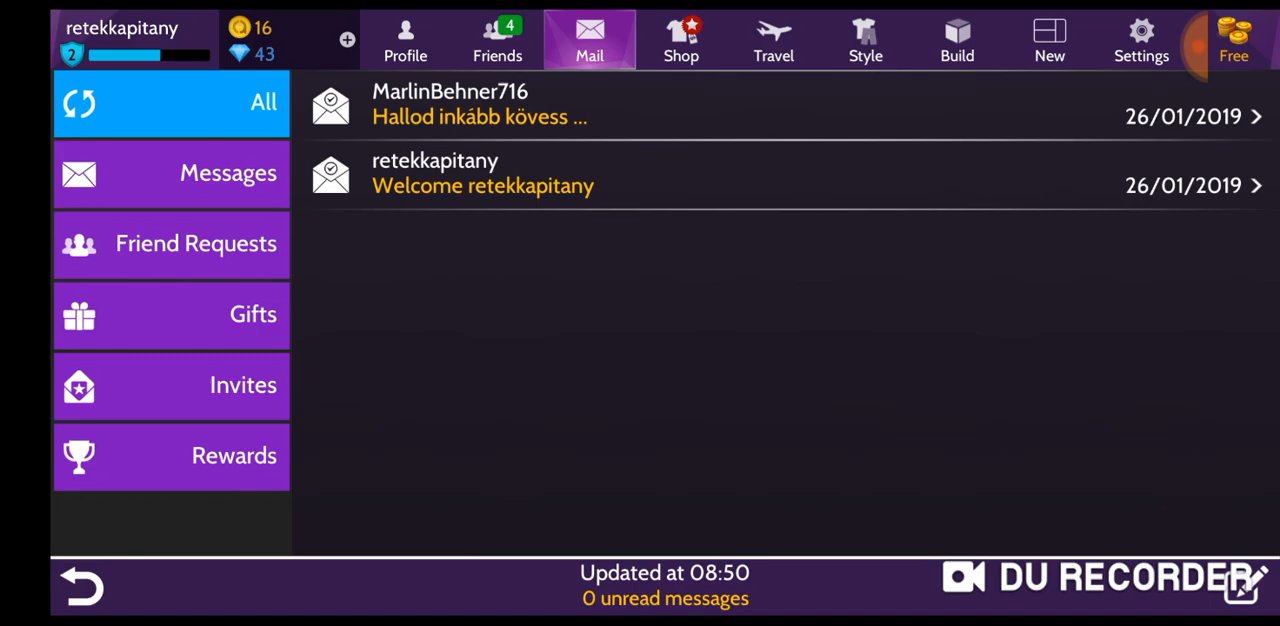 retekkapitany
2
16
43
Profile
4
Friends
Mail
Shop
Travel
Style
Build
New
Settings
Free
All
Messages
Friend Requests
Gifts
Invites
Rewards
MarlinBehner716
Hallod inkább kövess ...
26/01/2019
retekkapitany
Welcome retekkapitany
26/01/2019
Updated at 08:50
0 unread messages
DU RECORDER